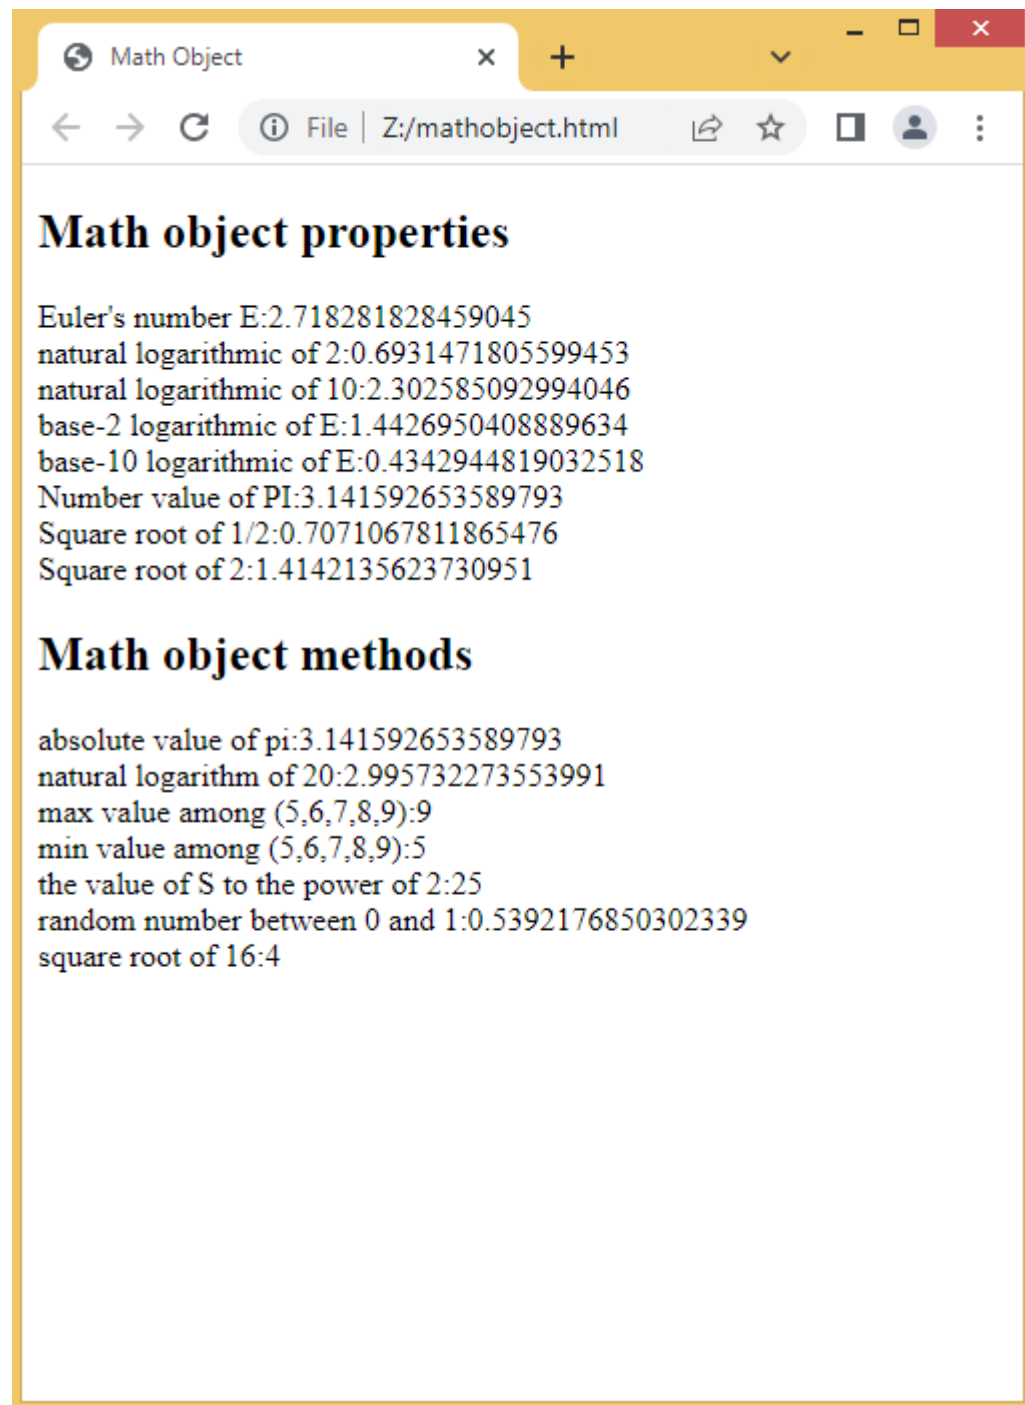 Math Object
File | Z:/mathobject.html
Math object properties
Euler's number E:2.718281828459045
natural logarithmic of 2:0.6931471805599453
natural logarithmic of 10:2.302585092994046
base-2 logarithmic of E:1.4426950408889634
base-10 logarithmic of E:0.4342944819032518
Number value of PI:3.141592653589793
Square root of 1/2:0.7071067811865476
Square root of 2:1.4142135623730951
Math object methods
absolute value of pi:3.141592653589793
natural logarithm of 20:2.995732273553991
max value among (5,6,7,8,9):9
min value among (5,6,7,8,9):5
the value of S to the power of 2:25
random number between 0 and 1:0.5392176850302339
square root of 16:4